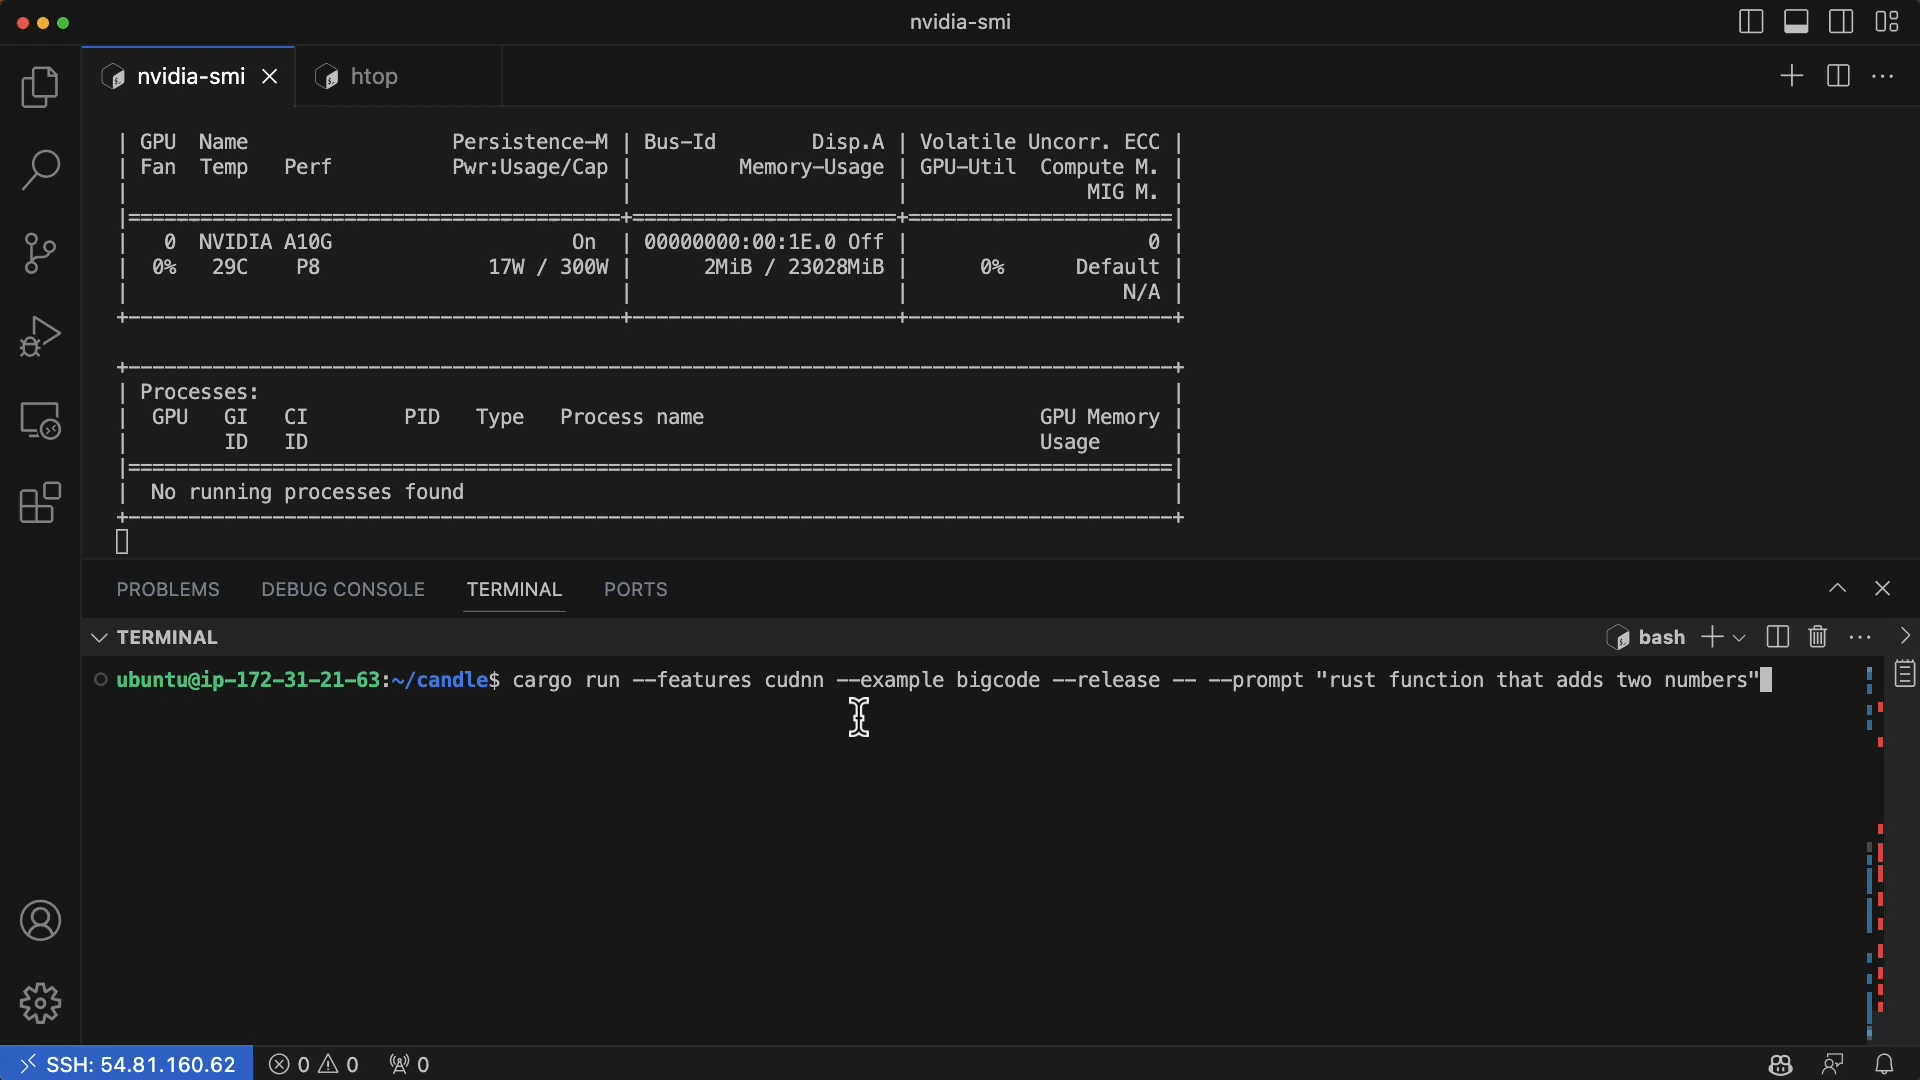 nvidia-smi
nvidia-smi htop
| GPU  Name                 Persistence-M | Bus-Id        Disp.A | Volatile Uncorr. ECC |
| Fan  Temp   Perf          Pwr:Usage/Cap |         Memory-Usage | GPU-Util  Compute M. |
|                                         |                      |               MIG M. |
|=========================================+======================+=====================|
|   0  NVIDIA A10G                    On  | 00000000:00:1E.0 Off |                    0 |
|  0%   29C    P8              17W / 300W |      2MiB / 23028MiB |      0%      Default |
|                                         |                      |                  N/A |
+-----------------------------------------+----------------------+----------------------+
+---------------------------------------------------------------------------------------+
| Processes:                                                                            |
|  GPU   GI   CI        PID   Type   Process name                            GPU Memory |
|        ID   ID                                                             Usage      |
|=======================================================================================|
|  No running processes found                                                           |
+---------------------------------------------------------------------------------------+
PROBLEMS DEBUG CONSOLE TERMINAL PORTS
TERMINAL bash
ubuntu@ip-172-31-21-63:~/candle$ cargo run --features cudnn --example bigcode --release -- --prompt "rust function that adds two numbers"
SSH: 54.81.160.62 0 0 0